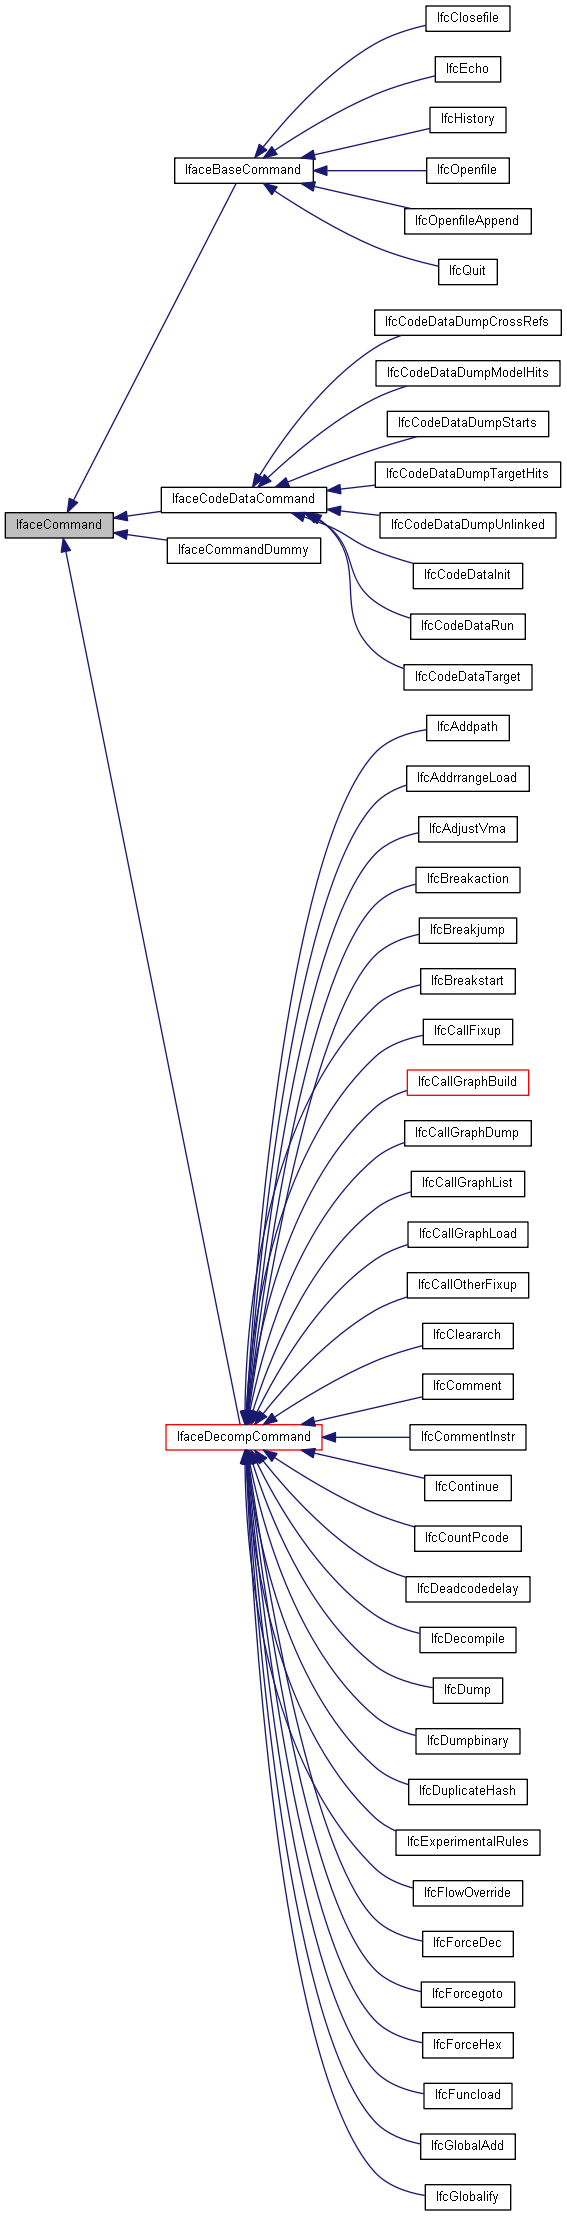 IfcClosefile
IfcEcho
IfcHistory
IfaceBaseCommand
IfcOpenfile
IfcOpenfileAppend
IfcQuit
IfcCodeDataDumpCrossRefs
IfcCodeDataDumpModelHits
IfcCodeDataDumpStarts
IfcCodeDataDumpTargetHits
IfaceCodeDataCommand
IfcCodeDataDumpUnlinked
IfaceCommand
IfaceCommandDummy
IfcCodeDataInit
IfcCodeDataRun
IfcCodeDataTarget
IfcAddpath
IfcAddrrangeLoad
IfcAdjustVma
IfcBreakaction
IfcBreakjump
IfcBreakstart
IfcCallFixup
IfcCallGraphBuild
IfcCallGraphDump
IfcCallGraphList
IfcCallGraphLoad
IfcCallOtherFixup
IfcCleararch
IfcComment
IfaceDecompCommand
IfcCommentInstr
IfcContinue
IfcCountPcode
IfcDeadcodedelay
IfcDecompile
IfcDump
IfcDumpbinary
IfcDuplicateHash
IfcExperimentalRules
IfcFlowOverride
IfcForceDec
IfcForcegoto
IfcForceHex
IfcFuncload
IfcGlobalAdd
IfcGlobalify